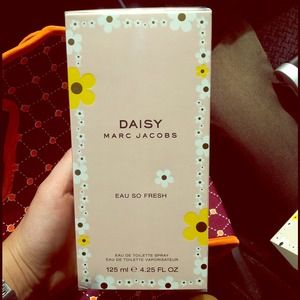 DAISY
MARC JACOBS
EAU SO FRESH
EAU DE TOILETTE SPRAY
EAU DE TOILETTE VAPORISATEUR
125 ml ℮ 4.25 FL OZ